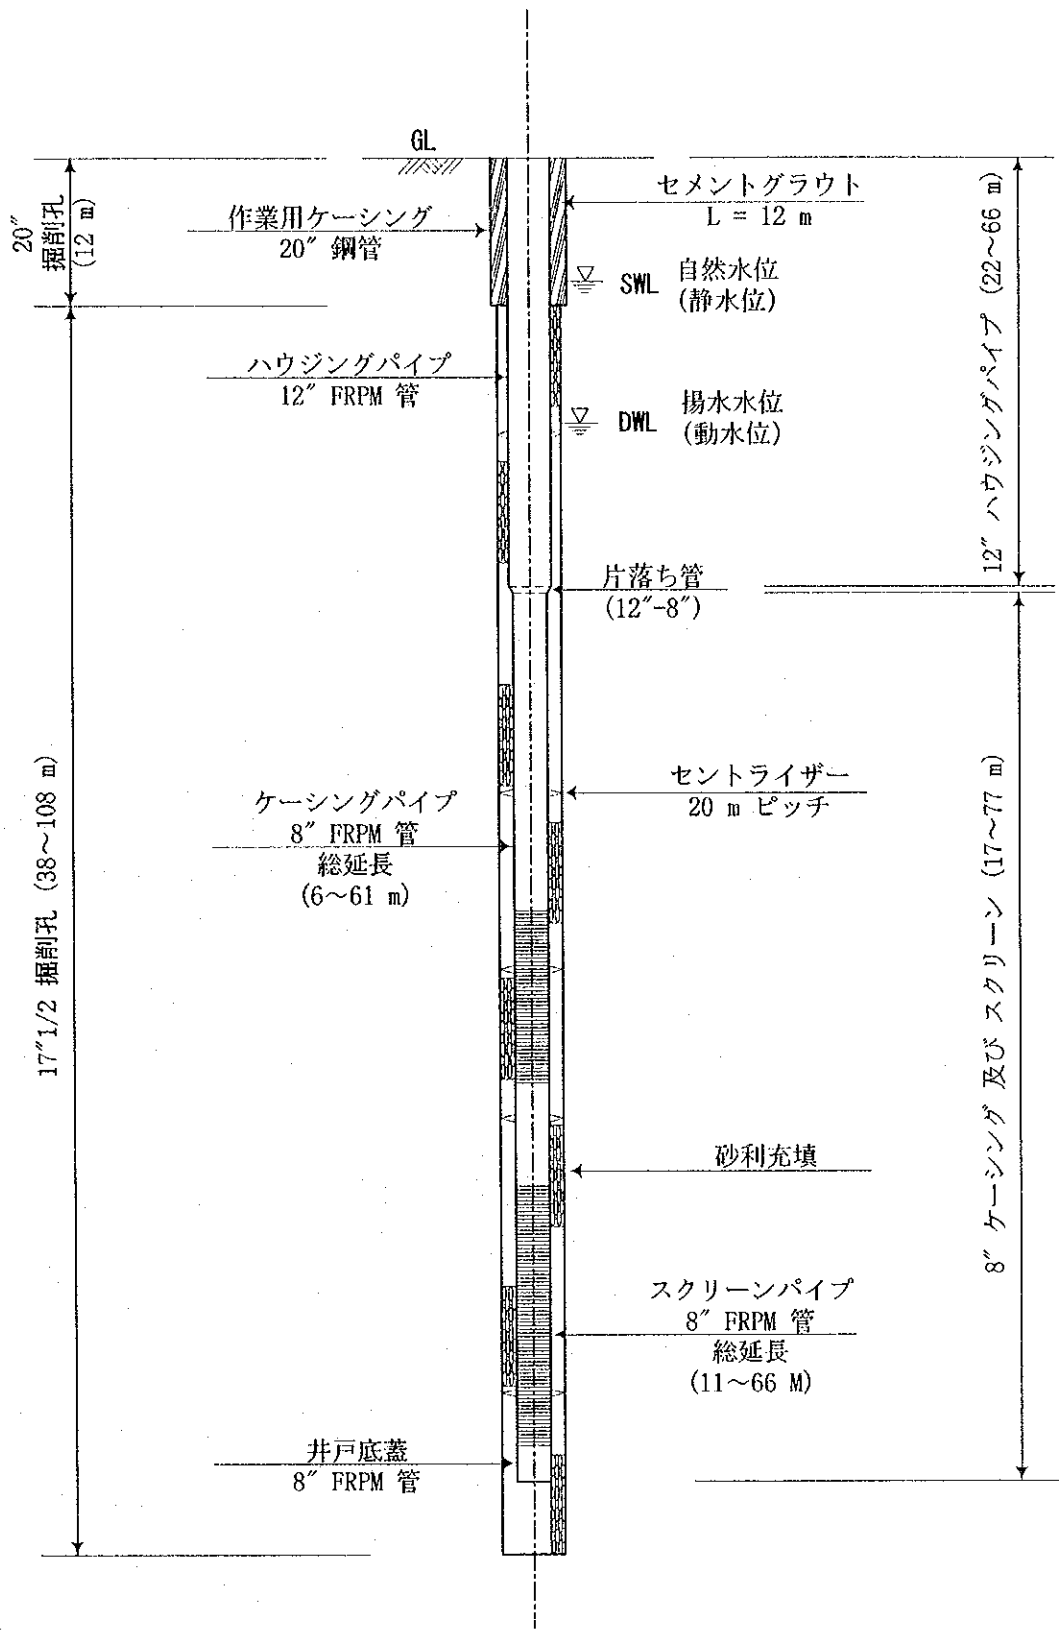 GL
20″
掘削孔
(12 m)
作業用ケーシング
20″ 鋼管
セメントグラウト
L = 12 m
SWL
自然水位
(静水位)
ハウジングパイプ
12″ FRPM 管
DWL
揚水水位
(動水位)
12″ ハウジングパイプ (22～66 m)
片落ち管
(12″-8″)
17″1/2 掘削孔 (38～108 m)
ケーシングパイプ
8″ FRPM 管
総延長
(6～61 m)
セントライザー
20 m ピッチ
8″ ケーシング 及び スクリーン (17～77 m)
砂利充填
スクリーンパイプ
8″ FRPM 管
総延長
(11～66 M)
井戸底蓋
8″ FRPM 管